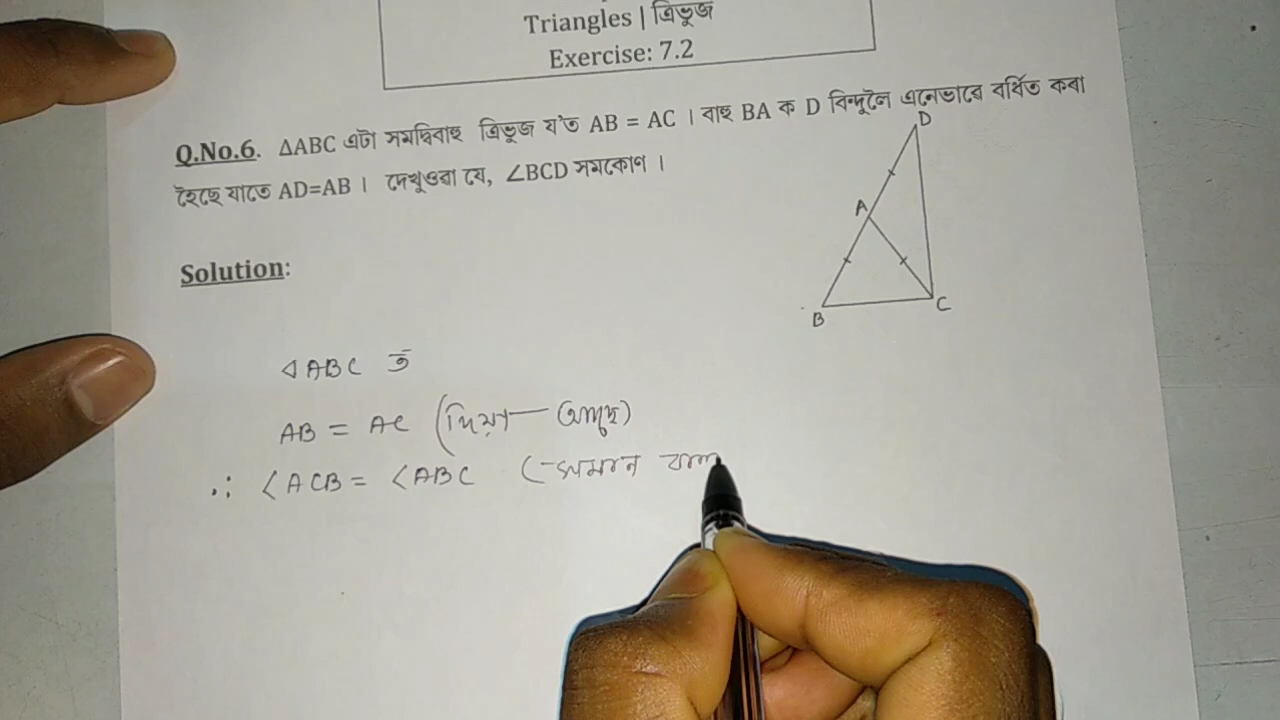 Triangles | ত্ৰিভূজ
Exercise: 7.2
Q.No.6. ΔABC এটা সমদ্বিবাহু ত্ৰিভূজ য'ত AB = AC । বাহু BA ক D বিন্দুলৈ এনেভাবে বৰ্ধিত কৰা
হৈছে যাতে AD=AB । দেখুওৱা যে, ∠BCD সমকোণ ।
D
A
B
C
Solution:
△ABC ত
AB = AC (দিয়া আছে)
∴ ∠ACB = ∠ABC (সমান বাহু